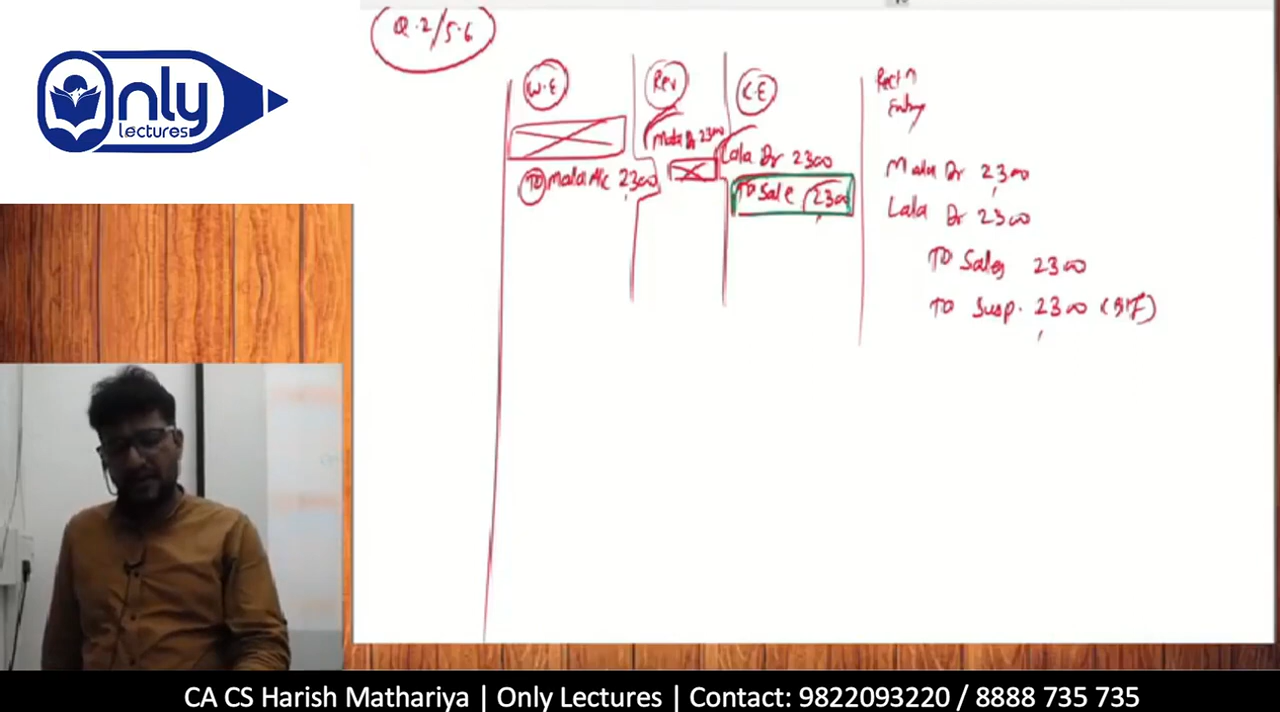 Q.2/5.6
Only
Lectures
W.E
Rev
C.E
Rectn
Entry
Mala Dr 2300
Lala Dr 2300
To Mala A/c 2300
To Sale 2300
Mala Dr 2300
Lala Dr 2300
To Sales 2300
To Susp. 2300 (B/F)
CA CS Harish Mathariya | Only Lectures | Contact: 9822093220 / 8888 735 735